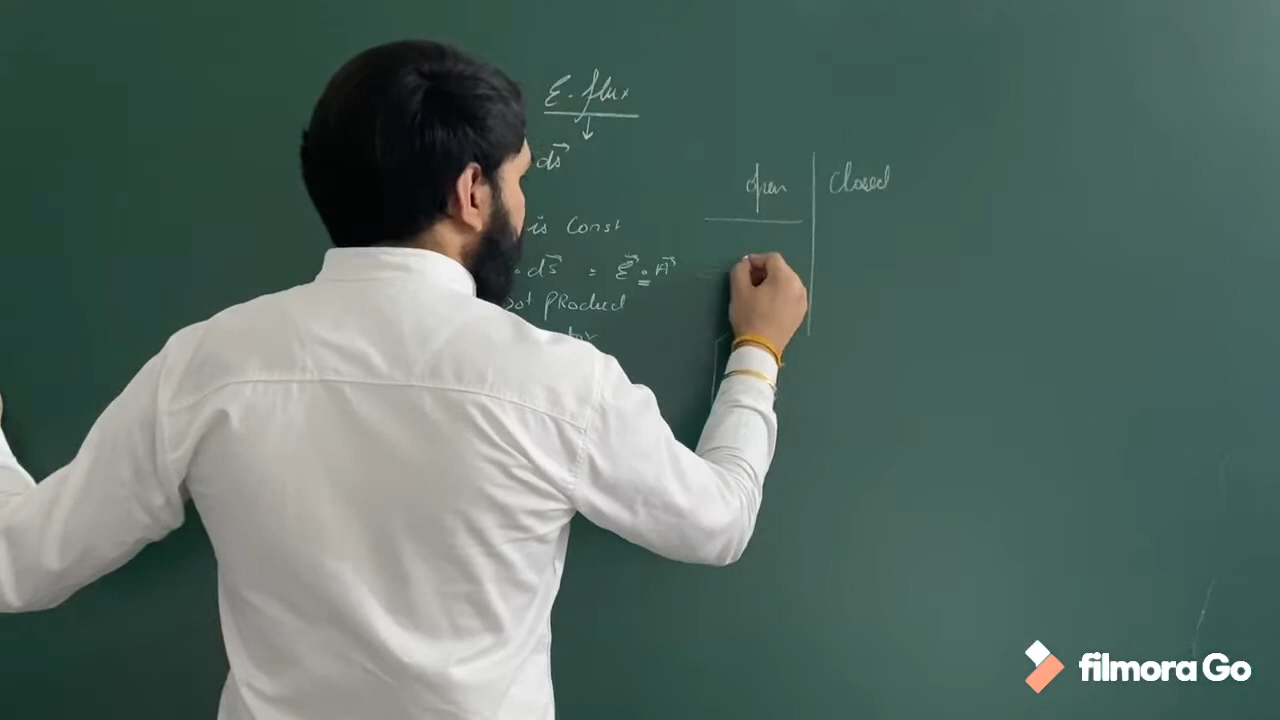 E. flux
↓
ds⃗
is Const
.ds⃗ = E⃗ . A⃗
Dot PRoduct
open | Closed
filmora Go